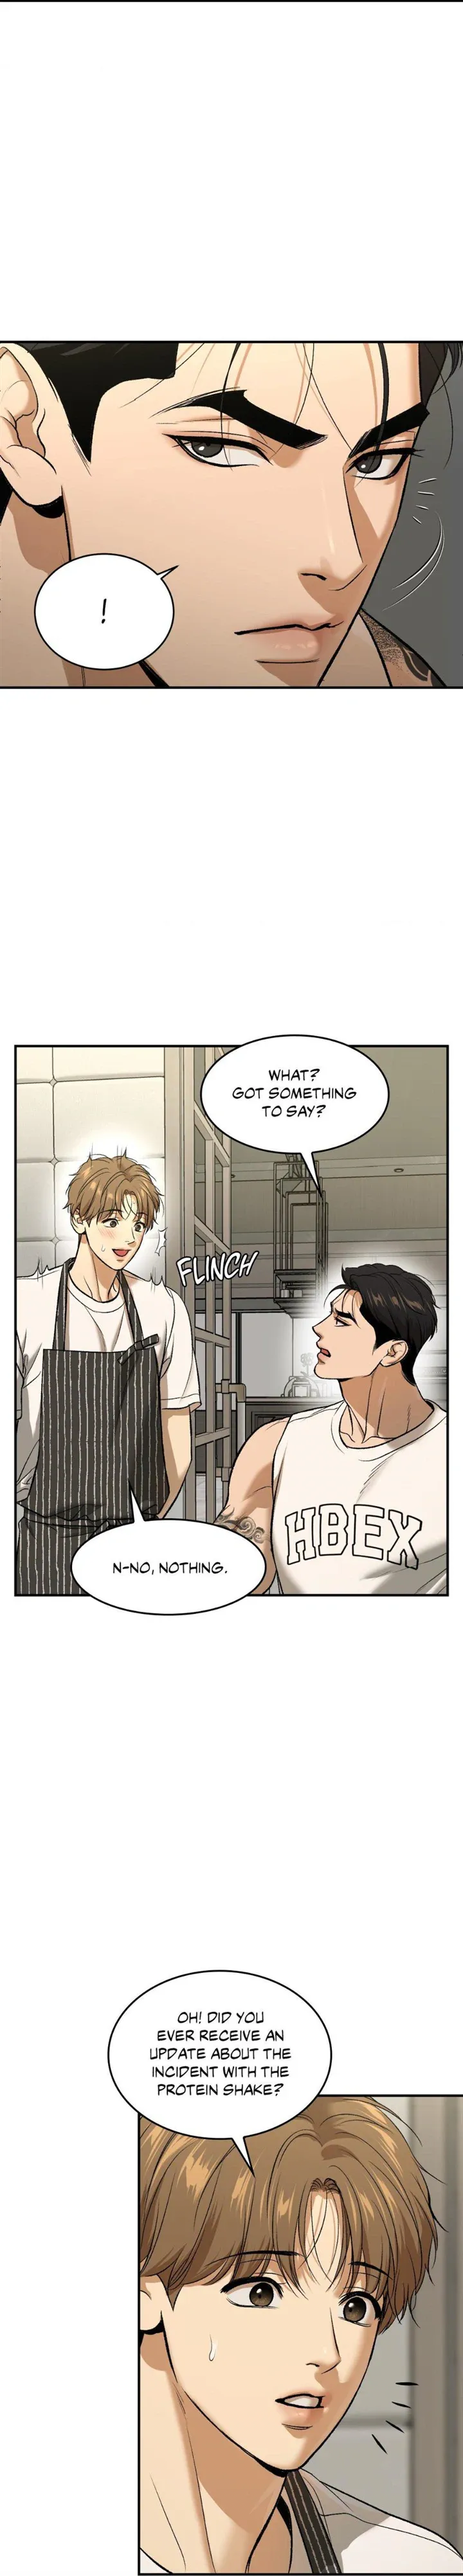 !
WHAT?
GOT SOMETHING
TO SAY?
FLINCH
HBEX
N-NO, NOTHING.
OH! DID YOU
EVER RECEIVE AN
UPDATE ABOUT THE
INCIDENT WITH THE
PROTEIN SHAKE?